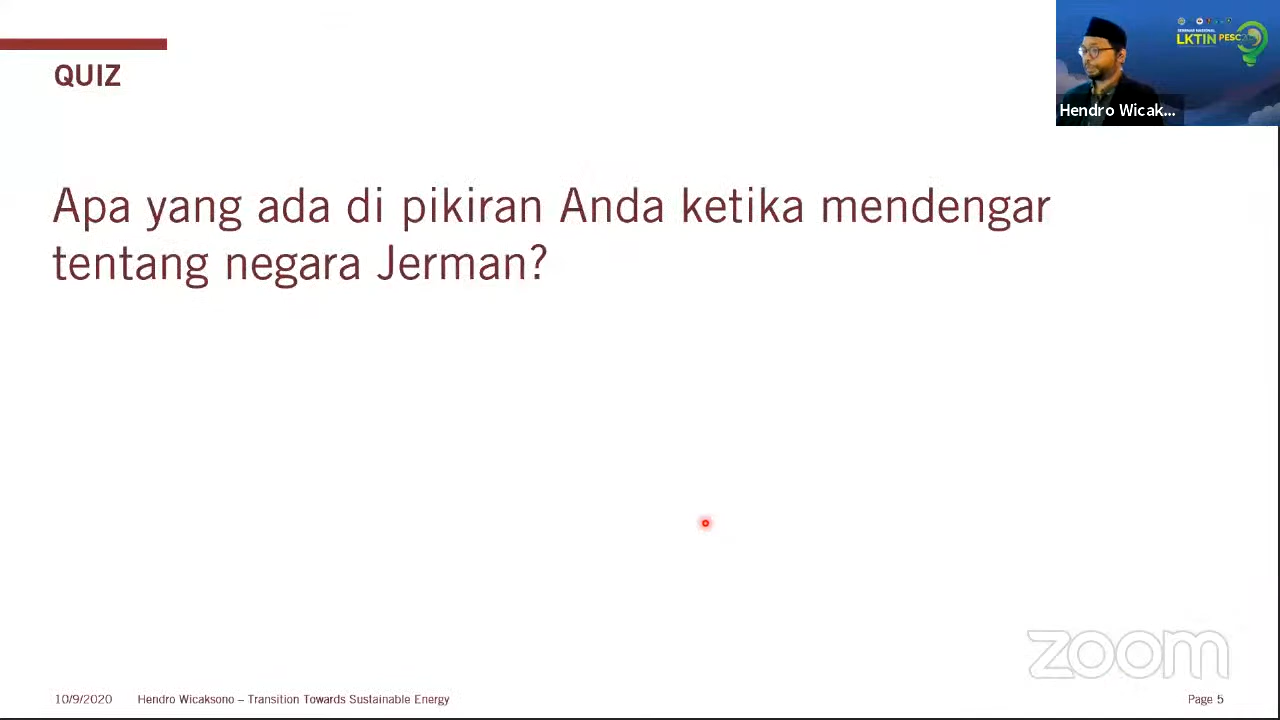 QUIZ
Apa yang ada di pikiran Anda ketika mendengar
tentang negara Jerman?
LKTIN PESC
Hendro Wicak...
zoom
10/9/2020 Hendro Wicaksono – Transition Towards Sustainable Energy Page 5